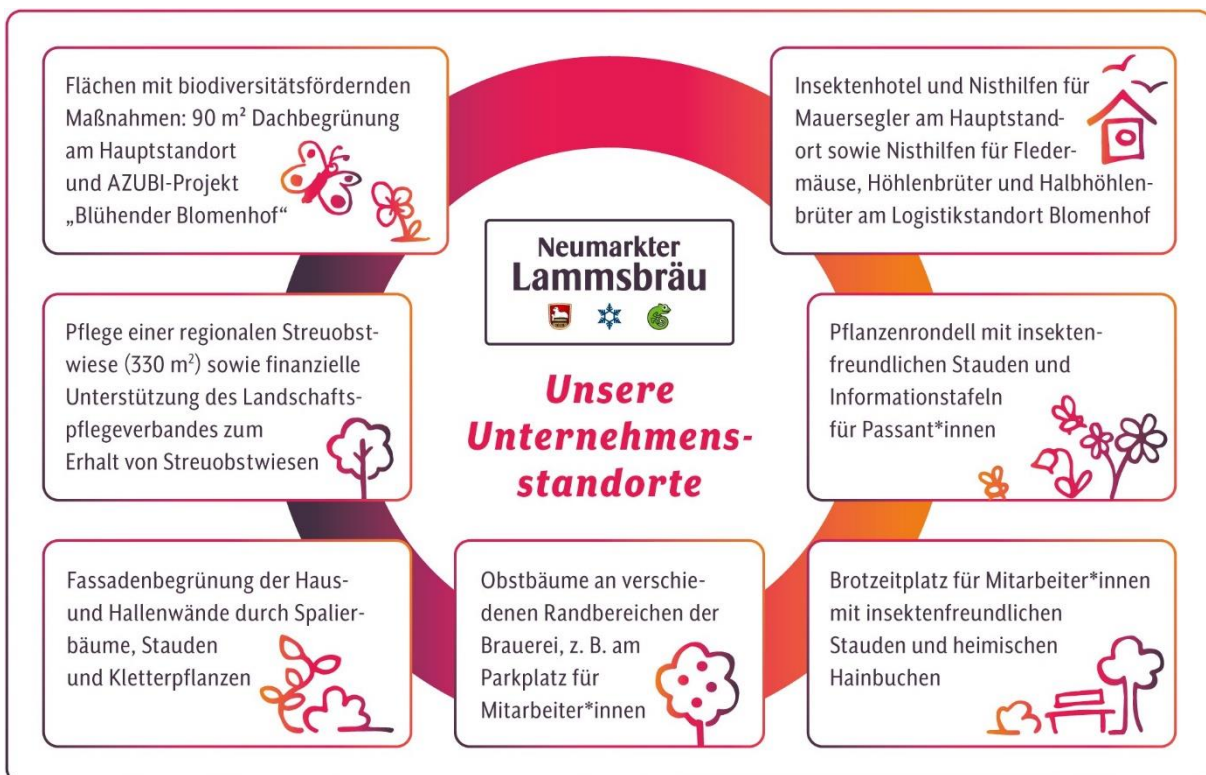 Flächen mit biodiversitätsfördernden
Maßnahmen: 90 m² Dachbegrünung
am Hauptstandort
und AZUBI-Projekt
„Blühender Blomenhof“
Insektenhotel und Nisthilfen für
Mauersegler am Hauptstand-
ort sowie Nisthilfen für Fleder-
mäuse, Höhlenbrüter und Halbhöhlen-
brüter am Logistikstandort Blomenhof
Neumarkter
Lammsbräu
Unsere
Unternehmens-
standorte
Pflege einer regionalen Streuobst-
wiese (330 m²) sowie finanzielle
Unterstützung des Landschafts-
pflegeverbandes zum
Erhalt von Streuobstwiesen
Pflanzenrondell mit insekten-
freundlichen Stauden und
Informationstafeln
für Passant*innen
Fassadenbegrünung der Haus-
und Hallenwände durch Spalier-
bäume, Stauden
und Kletterpflanzen
Obstbäume an verschie-
denen Randbereichen der
Brauerei, z. B. am
Parkplatz für
Mitarbeiter*innen
Brotzeitplatz für Mitarbeiter*innen
mit insektenfreundlichen
Stauden und heimischen
Hainbuchen